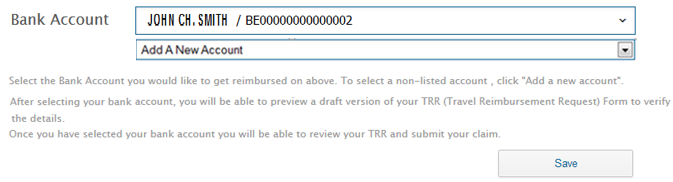 Bank Account JOHN CH. SMITH / BE00000000000002
Add A New Account
Select the Bank Account you would like to get reimbursed on above. To select a non-listed account , click "Add a new account".
After selecting your bank account, you will be able to preview a draft version of your TRR (Travel Reimbursement Request) Form to verify
the details.
Once you have selected your bank account you will be able to review your TRR and submit your claim.
Save